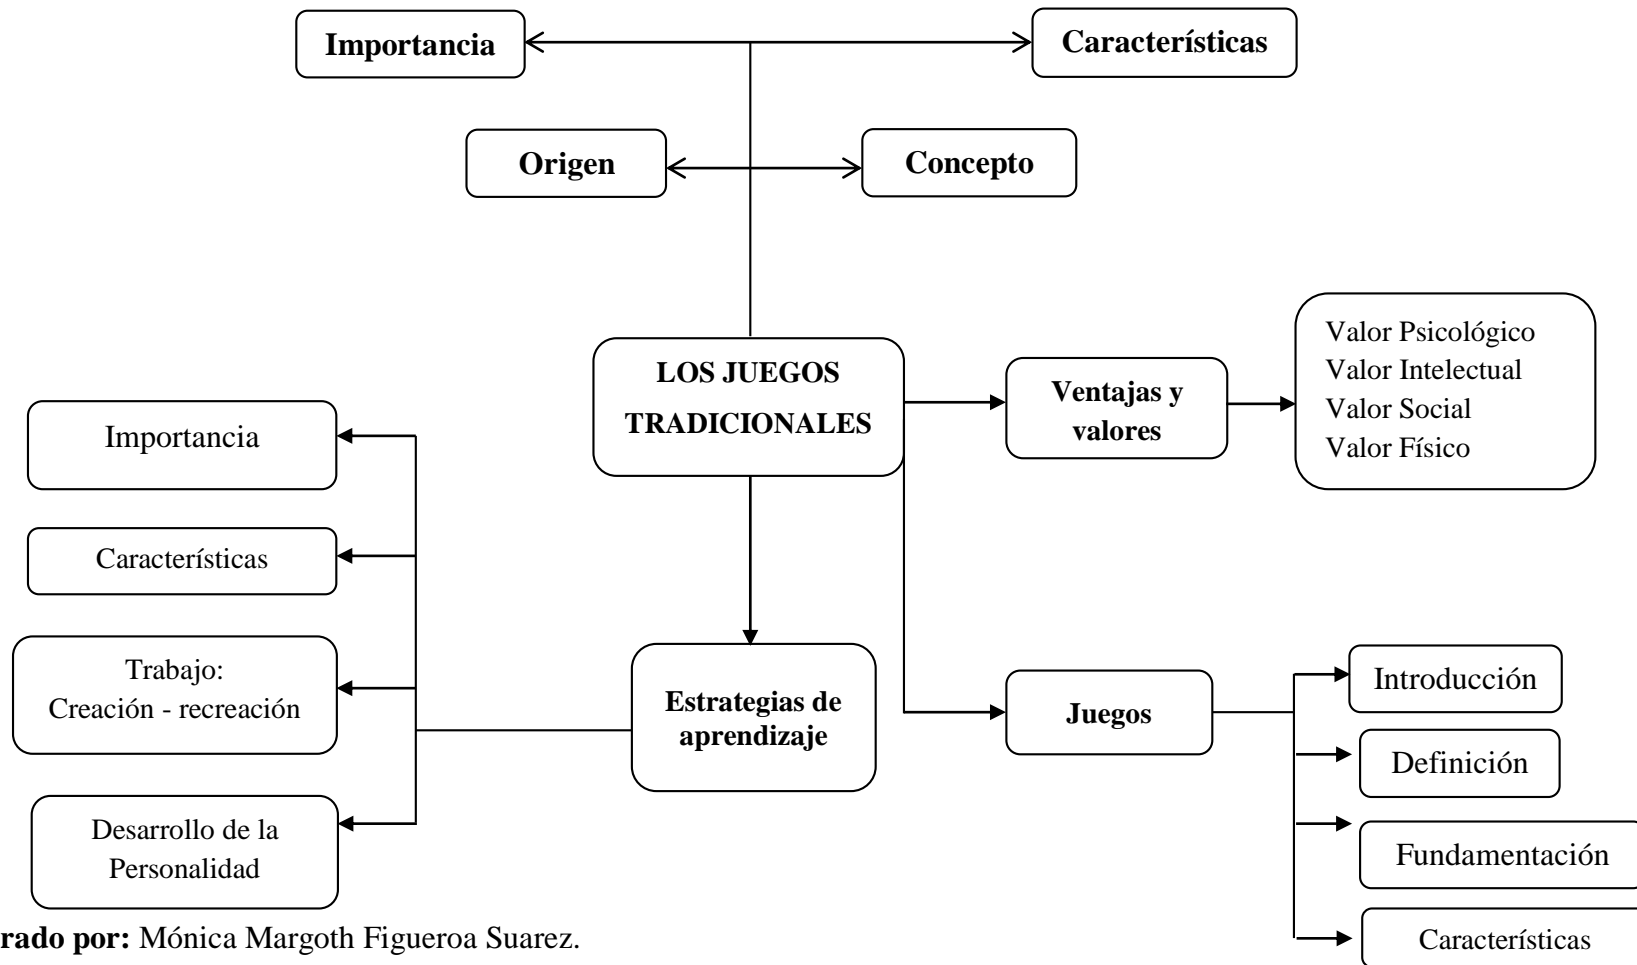 Importancia
Características
Origen
Concepto
LOS JUEGOS
TRADICIONALES
Ventajas y
valores
Valor Psicológico
Valor Intelectual
Valor Social
Valor Físico
Importancia
Características
Trabajo:
Creación - recreación
Desarrollo de la
Personalidad
Estrategias de
aprendizaje
Juegos
Introducción
Definición
Fundamentación
Características
rado por: Mónica Margoth Figueroa Suarez.